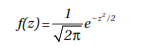 f(z) = 1/√2π e^−z²/2